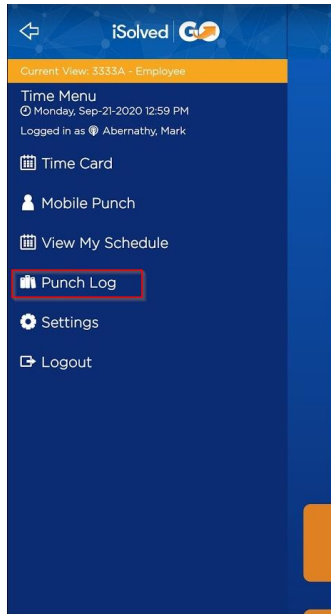 iSolved GO
Current View: 3333A - Employee
Time Menu
Monday, Sep-21-2020 12:59 PM
Logged in as Abernathy, Mark
Time Card
Mobile Punch
View My Schedule
Punch Log
Settings
Logout